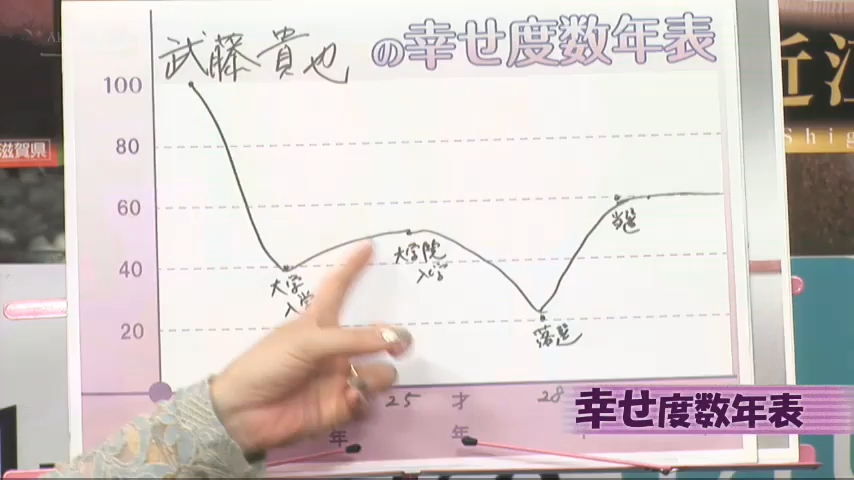 武藤貴也の幸せ度数年表
100
80
60
40
20
大学
入学
大学院
入学
落選
当選
25 才 28
年 年
幸せ度数年表
滋賀県
近江
Shig